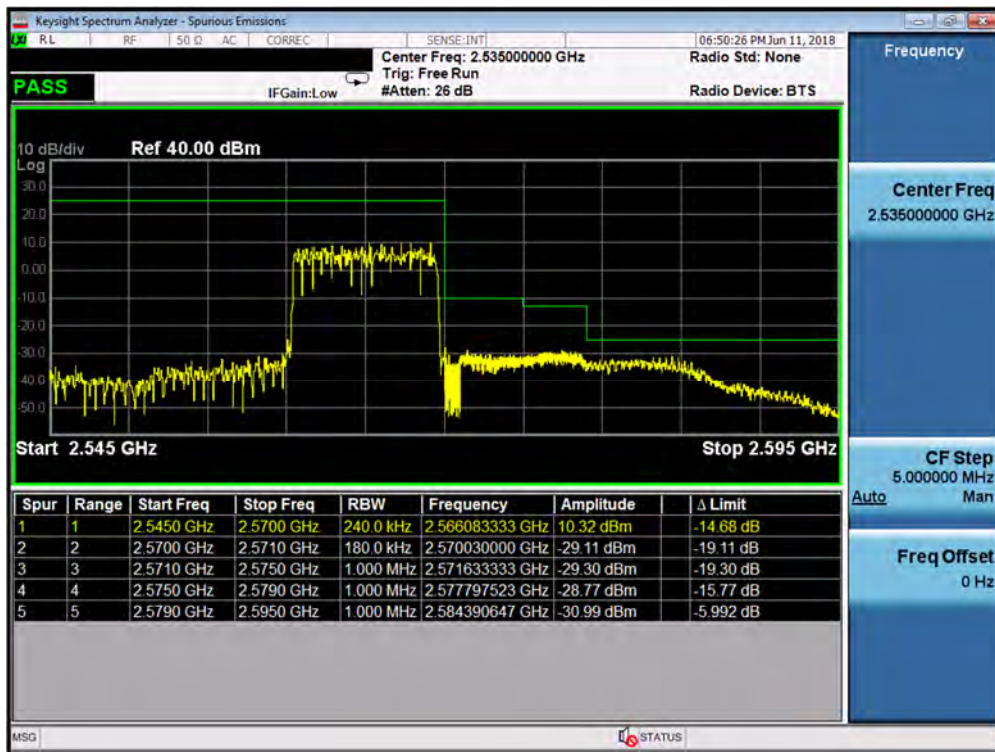 Keysight Spectrum Analyzer - Spurious Emissions
LXI RL RF 50 Ω AC CORREC SENSE:INT 06:50:26 PM Jun 11, 2018
Center Freq: 2.535000000 GHz Radio Std: None
Trig: Free Run
PASS IFGain:Low #Atten: 26 dB Radio Device: BTS
10 dB/div Ref 40.00 dBm
Log
30.0
20.0
10.0
0.00
-10.0
-20.0
-30.0
-40.0
-50.0
Start 2.545 GHz Stop 2.595 GHz
Spur Range Start Freq Stop Freq RBW Frequency Amplitude Δ Limit
1 1 2.5450 GHz 2.5700 GHz 240.0 kHz 2.566083333 GHz 10.32 dBm -14.68 dB
2 2 2.5700 GHz 2.5710 GHz 180.0 kHz 2.570030000 GHz -29.11 dBm -19.11 dB
3 3 2.5710 GHz 2.5750 GHz 1.000 MHz 2.571633333 GHz -29.30 dBm -19.30 dB
4 4 2.5750 GHz 2.5790 GHz 1.000 MHz 2.577797523 GHz -28.77 dBm -15.77 dB
5 5 2.5790 GHz 2.5950 GHz 1.000 MHz 2.584390647 GHz -30.99 dBm -5.992 dB
Frequency
Center Freq
2.535000000 GHz
CF Step
5.000000 MHz
Auto Man
Freq Offset
0 Hz
MSG STATUS